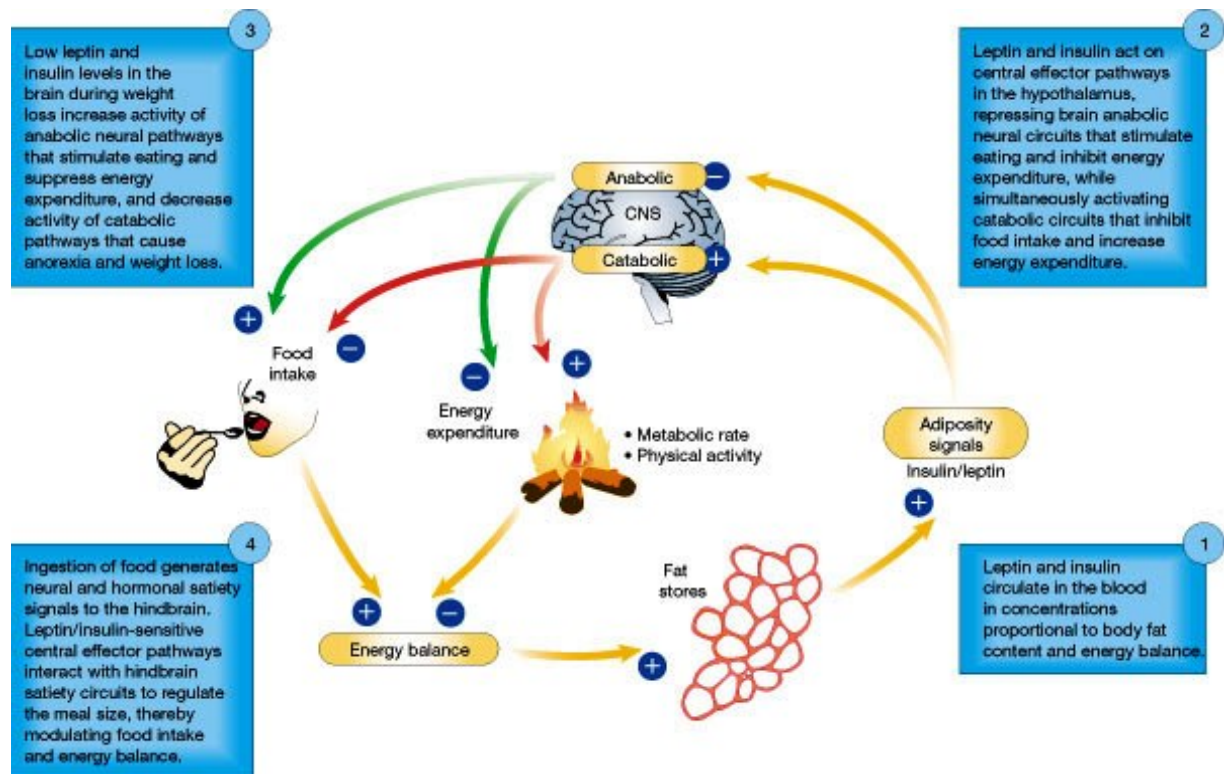 3
Low leptin and
insulin levels in the
brain during weight
loss increase activity of
anabolic neural pathways
that stimulate eating and
suppress energy
expenditure, and decrease
activity of catabolic
pathways that cause
anorexia and weight loss.
2
Leptin and insulin act on
central effector pathways
in the hypothalamus,
repressing brain anabolic
neural circuits that stimulate
eating and inhibit energy
expenditure, while
simultaneously activating
catabolic circuits that inhibit
food intake and increase
energy expenditure.
Anabolic
−
CNS
Catabolic
+
+
Food
intake
−
−
+
Energy
expenditure
• Metabolic rate
• Physical activity
Adiposity
signals
Insulin/leptin
+
4
Ingestion of food generates
neural and hormonal satiety
signals to the hindbrain.
Leptin/insulin-sensitive
central effector pathways
interact with hindbrain
satiety circuits to regulate
the meal size, thereby
modulating food intake
and energy balance.
+
−
Energy balance
+
Fat
stores
1
Leptin and insulin
circulate in the blood
in concentrations
proportional to body fat
content and energy balance.